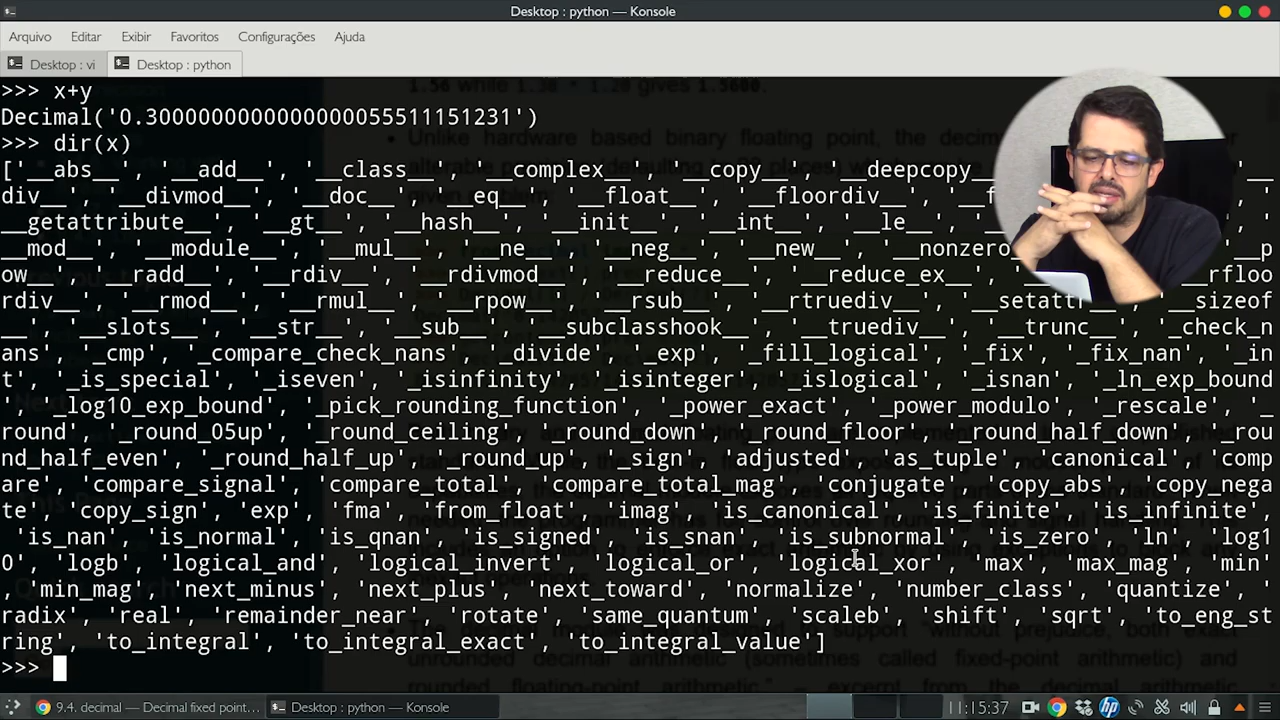 Desktop : python — Konsole
Arquivo Editar Exibir Favoritos Configurações Ajuda
Desktop : vi Desktop : python
>>> x+y
Decimal('0.3000000000000000055511151231')
>>> dir(x)
['__abs__', '__add__', '__class__', '__complex__', '__copy__', '__deepcopy__', '__
div__', '__divmod__', '__doc__', '__eq__', '__float__', '__floordiv__',
__getattribute__', '__gt__', '__hash__', '__init__', '__int__', '__le__',
__mod__', '__module__', '__mul__', '__ne__', '__neg__', '__new__', '__nonzero__', '__p
ow__', '__radd__', '__rdiv__', '__rdivmod__', '__reduce__', '__reduce_ex__', '__rfloo
rdiv__', '__rmod__', '__rmul__', '__rpow__', '__rsub__', '__rtruediv__', '__setattr__', '__sizeof
__', '__slots__', '__str__', '__sub__', '__subclasshook__', '__truediv__', '__trunc__', '_check_n
ans', '_cmp', '_compare_check_nans', '_divide', '_exp', '_fill_logical', '_fix', '_fix_nan', '_in
t', '_is_special', '_iseven', '_isinfinity', '_isinteger', '_islogical', '_isnan', '_ln_exp_bound
', '_log10_exp_bound', '_pick_rounding_function', '_power_exact', '_power_modulo', '_rescale', '_
round', '_round_05up', '_round_ceiling', '_round_down', '_round_floor', '_round_half_down', '_rou
nd_half_even', '_round_half_up', '_round_up', '_sign', 'adjusted', 'as_tuple', 'canonical', 'comp
are', 'compare_signal', 'compare_total', 'compare_total_mag', 'conjugate', 'copy_abs', 'copy_nega
te', 'copy_sign', 'exp', 'fma', 'from_float', 'imag', 'is_canonical', 'is_finite', 'is_infinite',
'is_nan', 'is_normal', 'is_qnan', 'is_signed', 'is_snan', 'is_subnormal', 'is_zero', 'ln', 'log1
0', 'logb', 'logical_and', 'logical_invert', 'logical_or', 'logical_xor', 'max', 'max_mag', 'min'
, 'min_mag', 'next_minus', 'next_plus', 'next_toward', 'normalize', 'number_class', 'quantize', '
radix', 'real', 'remainder_near', 'rotate', 'same_quantum', 'scaleb', 'shift', 'sqrt', 'to_eng_st
ring', 'to_integral', 'to_integral_exact', 'to_integral_value']
>>>
9.4. decimal — Decimal fixed point... Desktop : python — Konsole 11:15:37